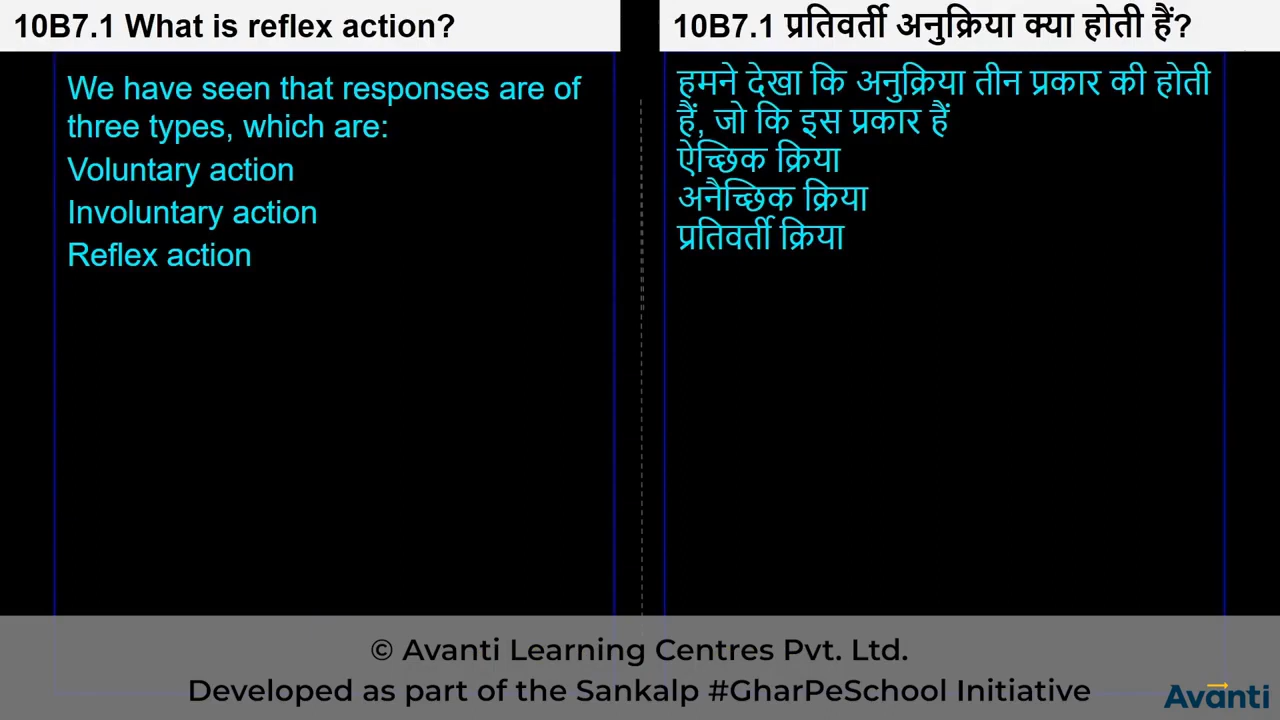 10B7.1 What is reflex action?
We have seen that responses are of
three types, which are:
Voluntary action
Involuntary action
Reflex action
10B7.1 प्रतिवर्ती अनुक्रिया क्या होती हैं?
हमने देखा कि अनुक्रिया तीन प्रकार की होती
हैं, जो कि इस प्रकार हैं
ऐच्छिक क्रिया
अनैच्छिक क्रिया
प्रतिवर्ती क्रिया
© Avanti Learning Centres Pvt. Ltd.
Developed as part of the Sankalp #GharPeSchool Initiative
Avanti